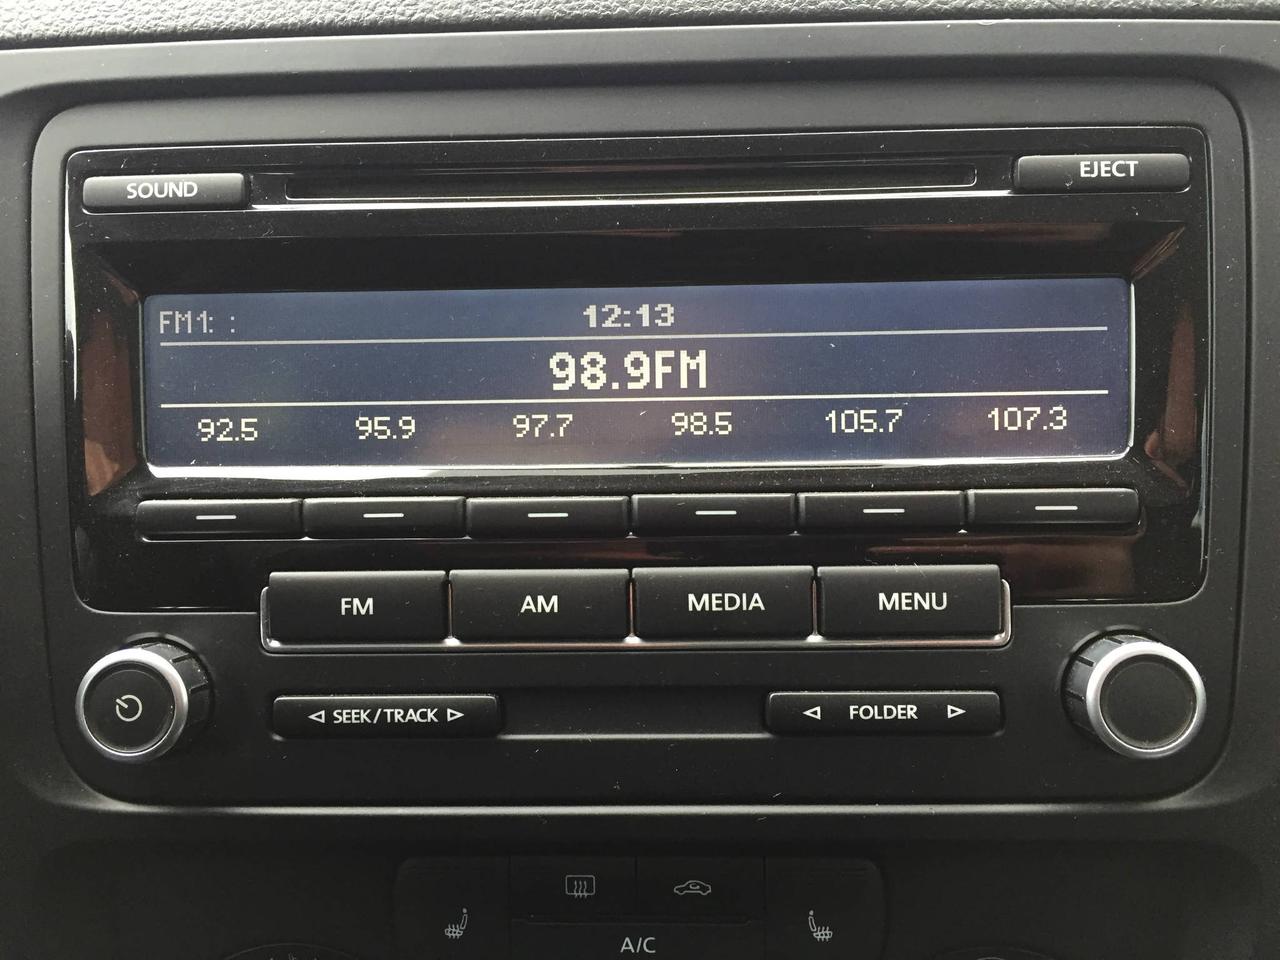 SOUND EJECT
FM1: : 12:13
98.9FM
92.5 95.9 97.7 98.5 105.7 107.3
FM AM MEDIA MENU
SEEK/TRACK FOLDER
A/C